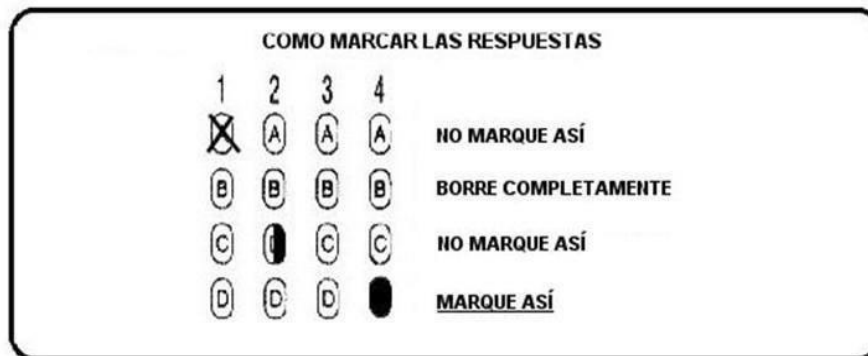 COMO MARCAR LAS RESPUESTAS
1 2 3 4
A A A NO MARQUE ASÍ
B B B B BORRE COMPLETAMENTE
C C C NO MARQUE ASÍ
D D D MARQUE ASÍ